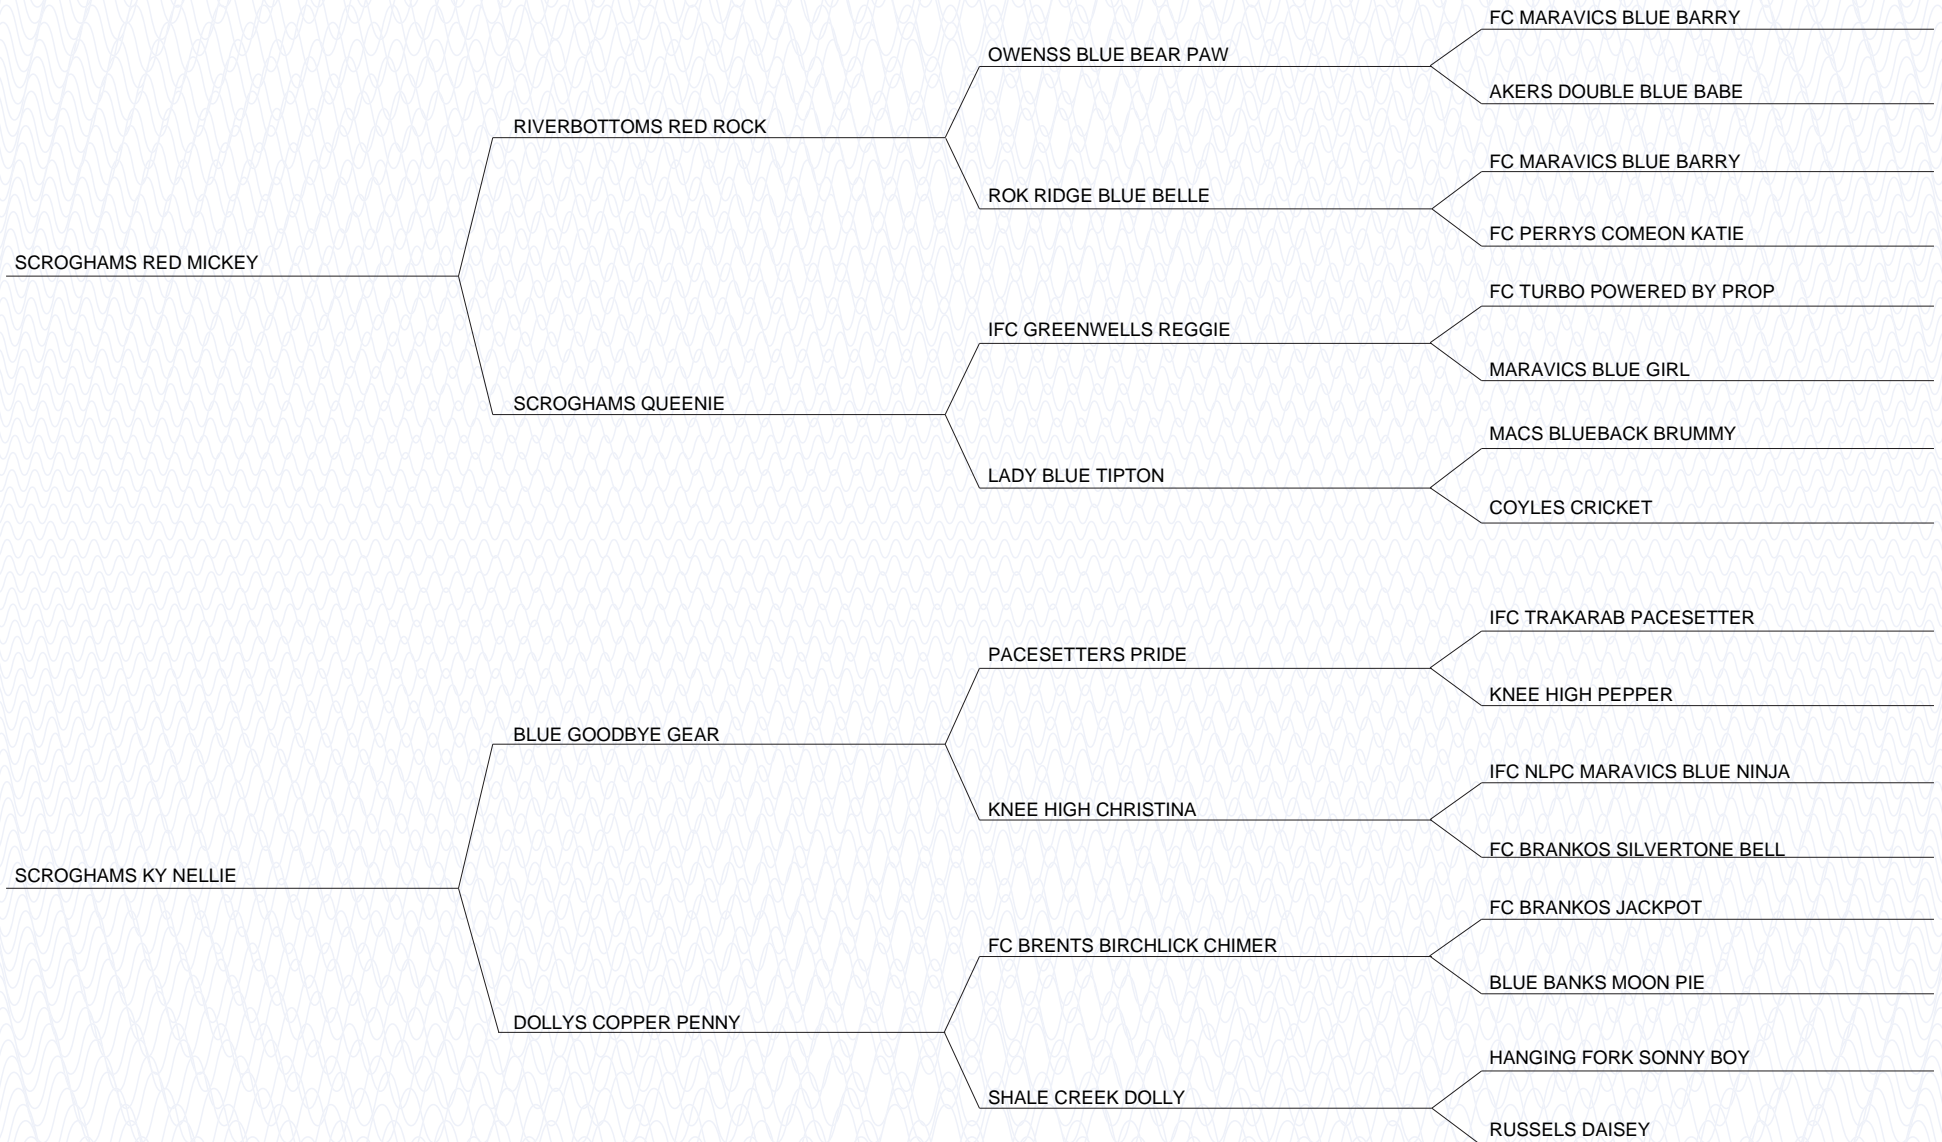 FC MARAVICS BLUE BARRY
OWENSS BLUE BEAR PAW
AKERS DOUBLE BLUE BABE
RIVERBOTTOMS RED ROCK
FC MARAVICS BLUE BARRY
ROK RIDGE BLUE BELLE
FC PERRYS COMEON KATIE
SCROGHAMS RED MICKEY
FC TURBO POWERED BY PROP
IFC GREENWELLS REGGIE
MARAVICS BLUE GIRL
SCROGHAMS QUEENIE
MACS BLUEBACK BRUMMY
LADY BLUE TIPTON
COYLES CRICKET
IFC TRAKARAB PACESETTER
PACESETTERS PRIDE
KNEE HIGH PEPPER
BLUE GOODBYE GEAR
IFC NLPC MARAVICS BLUE NINJA
KNEE HIGH CHRISTINA
FC BRANKOS SILVERTONE BELL
SCROGHAMS KY NELLIE
FC BRANKOS JACKPOT
FC BRENTS BIRCHLICK CHIMER
BLUE BANKS MOON PIE
DOLLYS COPPER PENNY
HANGING FORK SONNY BOY
SHALE CREEK DOLLY
RUSSELS DAISEY